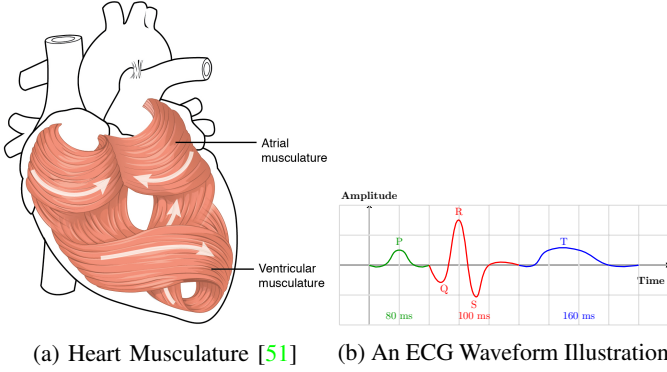 Atrial
musculature
Ventricular
musculature
(a) Heart Musculature [51]
Amplitude
R
P
T
Time
Q
S
80 ms
100 ms
160 ms
(b) An ECG Waveform Illustration